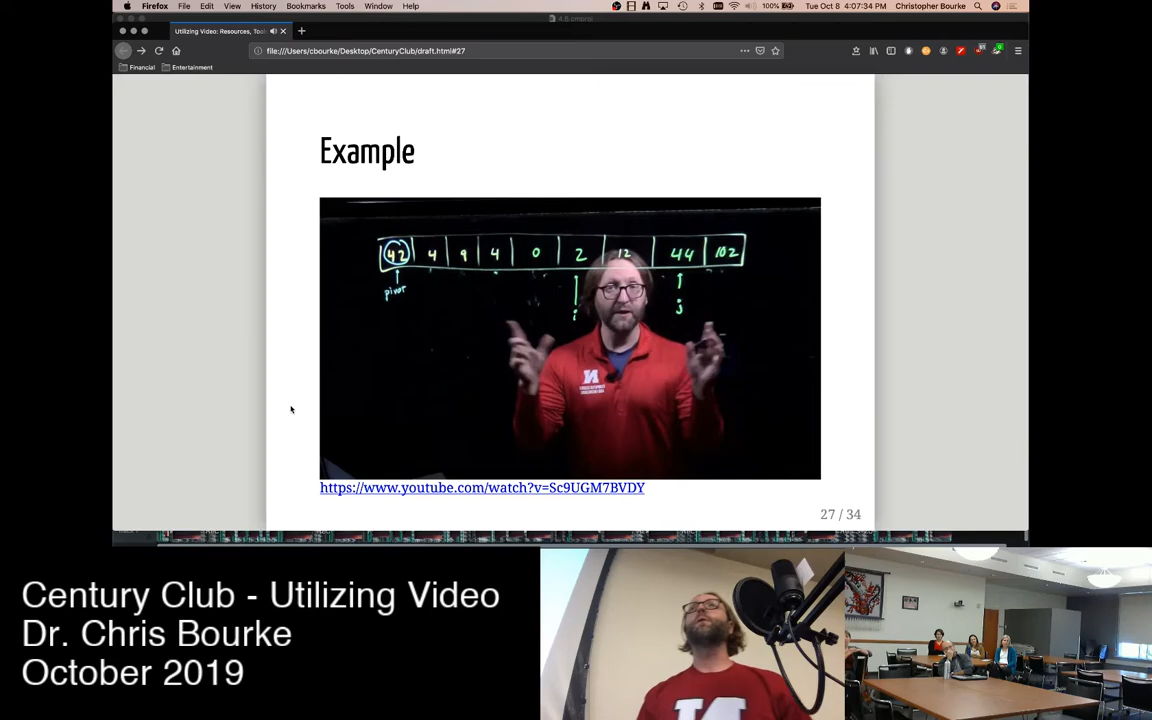 Firefox File Edit View History Bookmarks Tools Window Help 100% Tue Oct 8 4:07:34 PM Christopher Bourke
4.6 cmproj
Utilizing Video: Resources, Tool
file:///Users/cbourke/Desktop/CenturyClub/draft.html#27
Financial Entertainment
Example
42 4 9 4 0 2 12 44 102
pivot
i j
N
https://www.youtube.com/watch?v=Sc9UGM7BVDY
27 / 34
Century Club - Utilizing Video
Dr. Chris Bourke
October 2019
N